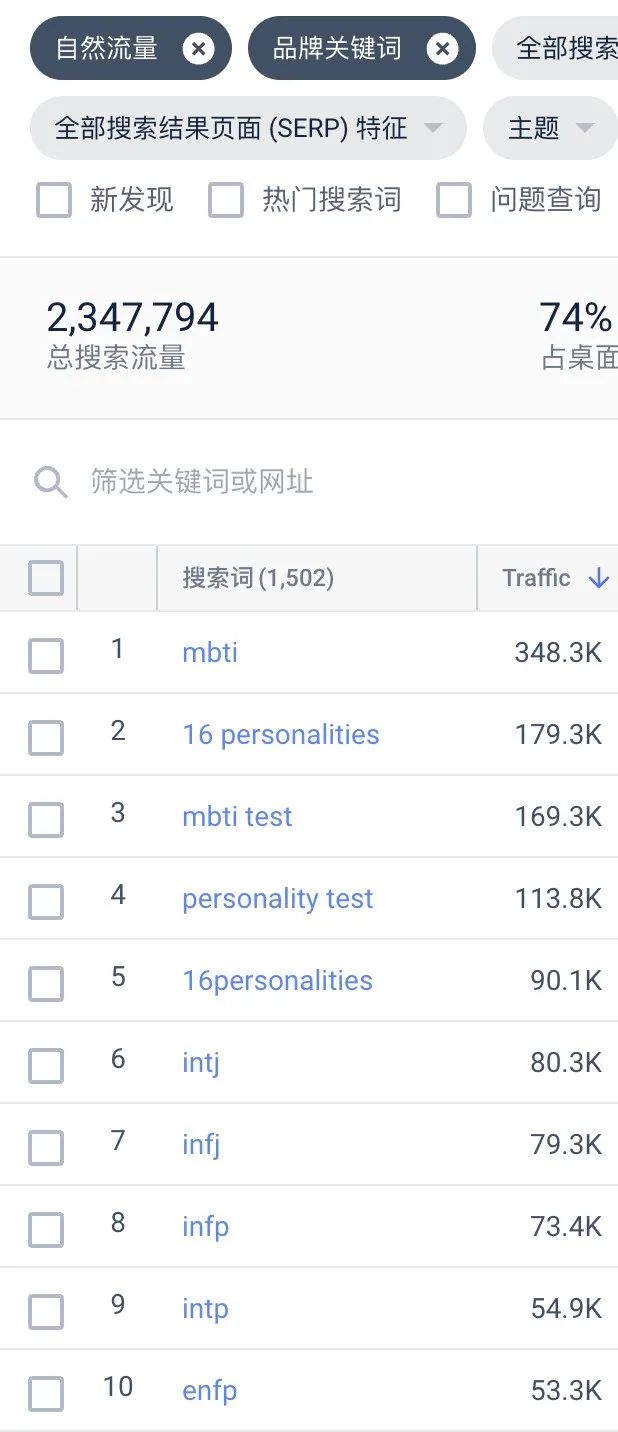 自然流量 品牌关键词 全部搜索
全部搜索结果页面 (SERP) 特征 主题
新发现 热门搜索词 问题查询
2,347,794 74%
总搜索流量 占桌面
筛选关键词或网址
搜索词 (1,502) Traffic
1 mbti 348.3K
2 16 personalities 179.3K
3 mbti test 169.3K
4 personality test 113.8K
5 16personalities 90.1K
6 intj 80.3K
7 infj 79.3K
8 infp 73.4K
9 intp 54.9K
10 enfp 53.3K